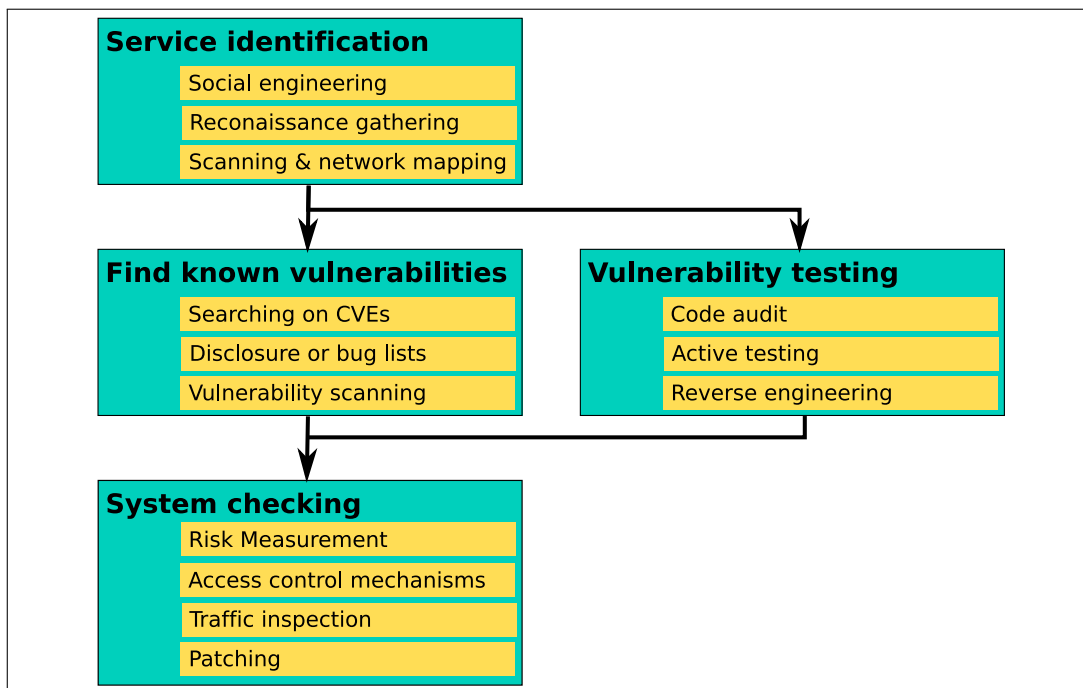 Service identification
Social engineering
Reconaissance gathering
Scanning & network mapping
Find known vulnerabilities
Searching on CVEs
Disclosure or bug lists
Vulnerability scanning
Vulnerability testing
Code audit
Active testing
Reverse engineering
System checking
Risk Measurement
Access control mechanisms
Traffic inspection
Patching